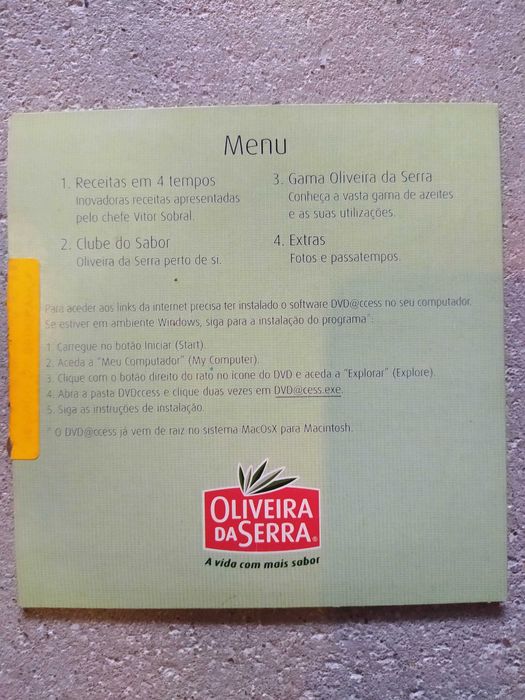 Menu
1. Receitas em 4 tempos
Inovadoras receitas apresentadas
pelo chefe Vitor Sobral.
2. Clube do Sabor
Oliveira da Serra perto de si.
3. Gama Oliveira da Serra
Conheça a vasta gama de azeites
e as suas utilizações.
4. Extras
Fotos e passatempos.
Para aceder aos links da internet precisa ter instalado o software DVD@ccess no seu computador.
Se estiver em ambiente Windows, siga para a instalação do programa*:
1. Carregue no botão Iniciar (Start).
2. Aceda a "Meu Computador" (My Computer).
3. Clique com o botão direito do rato no ícone do DVD e aceda a "Explorar" (Explore).
4. Abra a pasta DVDccess e clique duas vezes em DVD@cess.exe.
5. Siga as instruções de instalação.
* O DVD@ccess já vem de raiz no sistema MacOsX para Macintosh.
OLIVEIRA
DA SERRA®
A vida com mais sabor